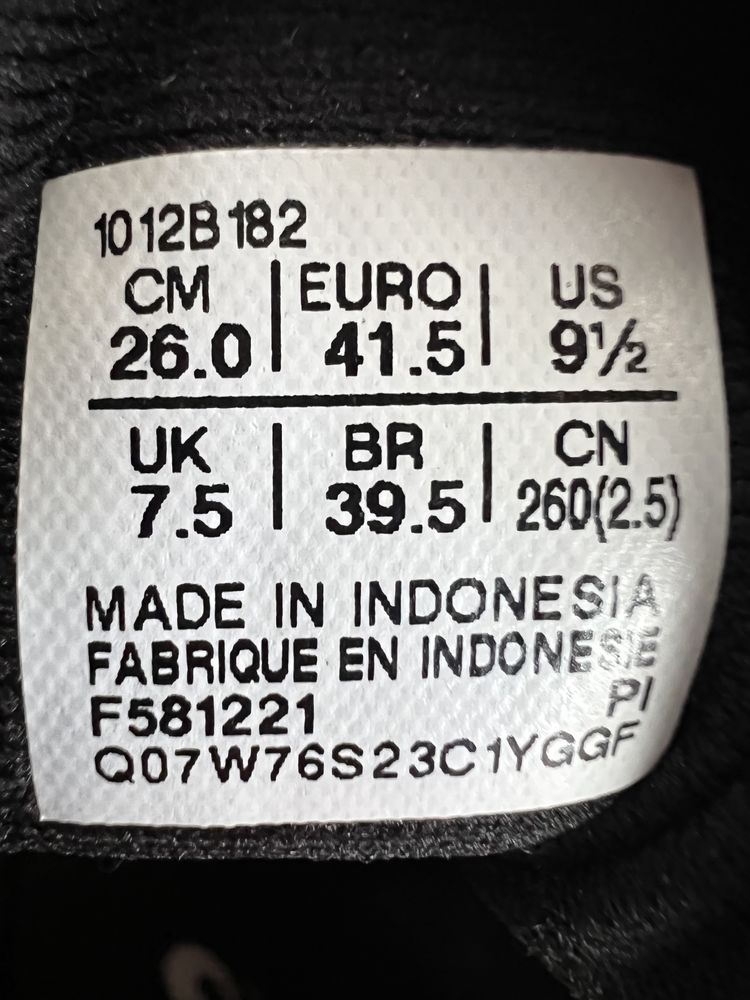 1012B182
CM | EURO | US
26.0 | 41.5 | 9½
UK | BR | CN
7.5 | 39.5 | 260(2.5)
MADE IN INDONESIA
FABRIQUE EN INDONESIE
F581221 PI
Q07W76S23C1YGGF